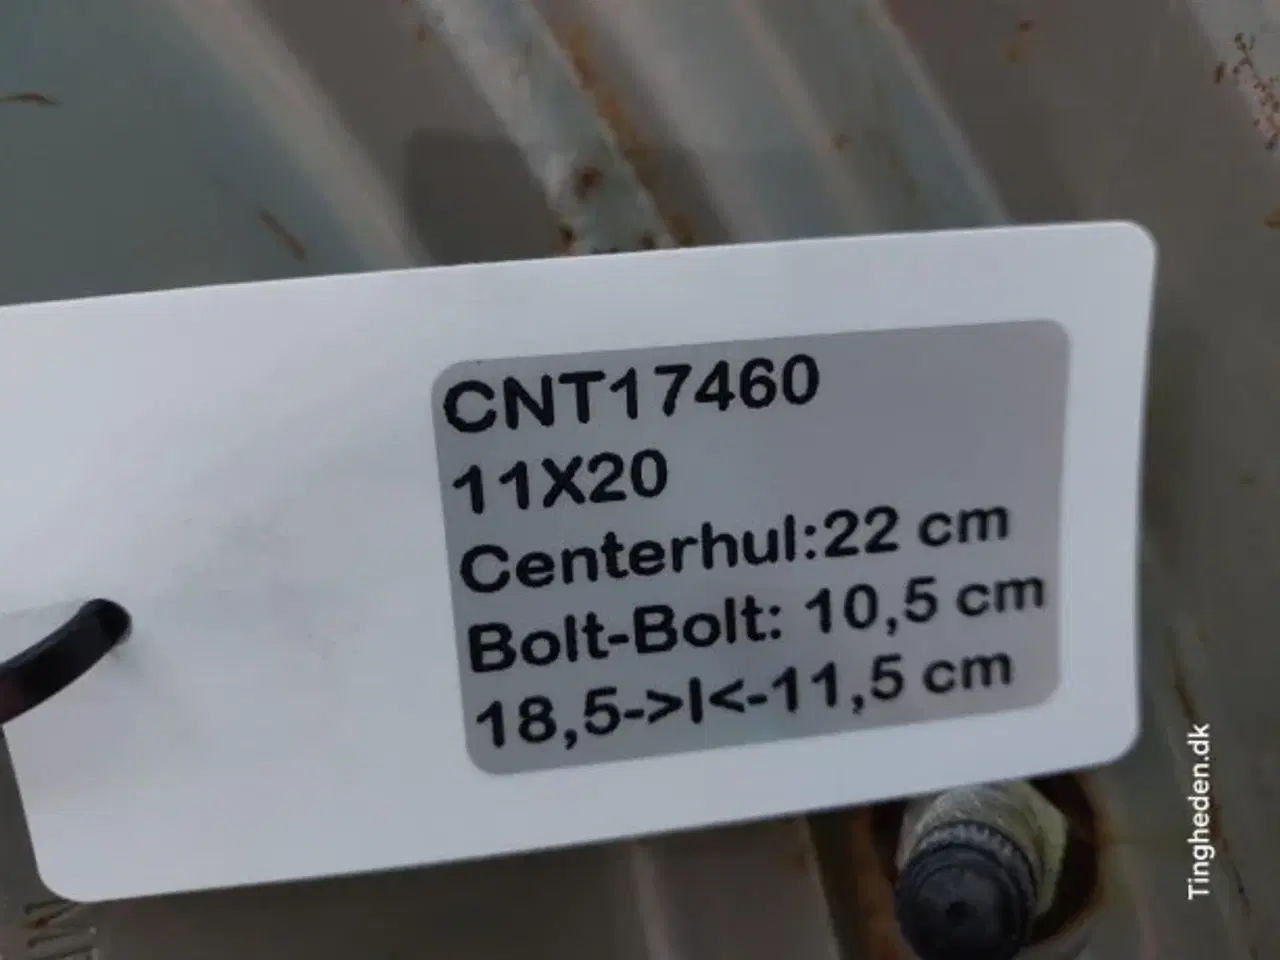 CNT17460
11X20
Centerhul:22 cm
Bolt-Bolt: 10,5 cm
18,5->I<-11,5 cm
Tingheden.dk